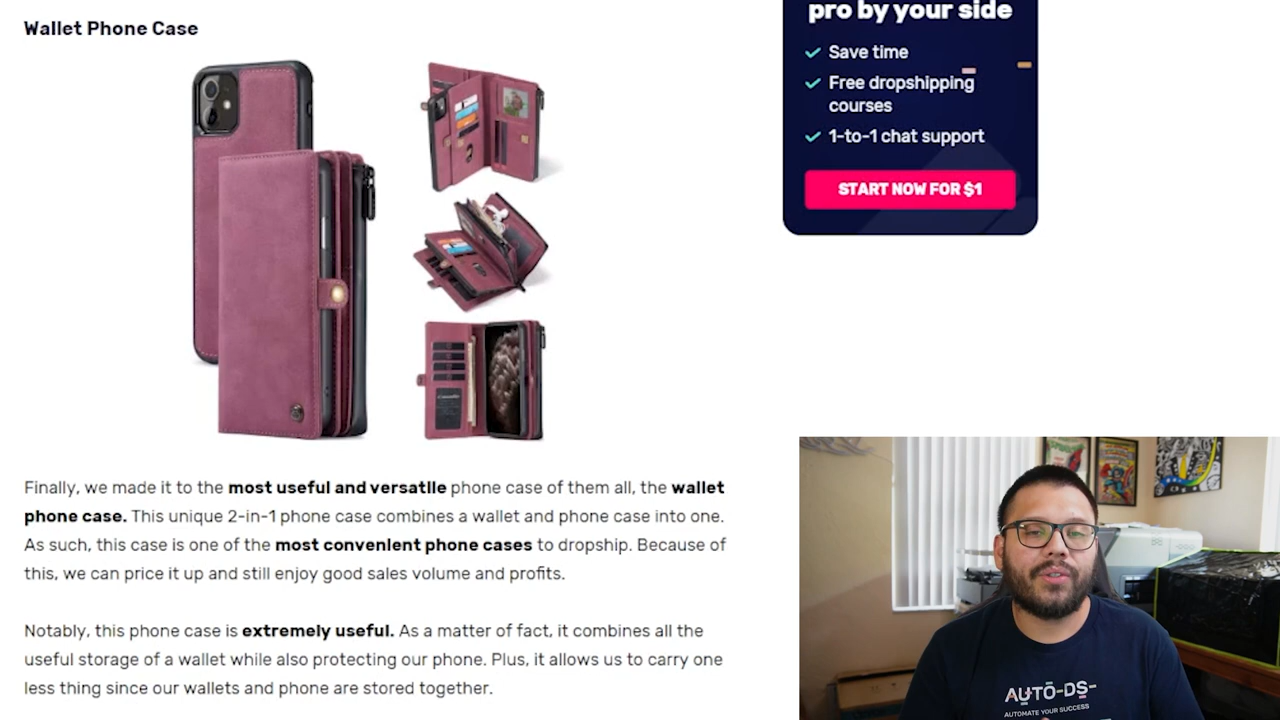 Wallet Phone Case
Finally, we made it to the most useful and versatile phone case of them all, the wallet
phone case. This unique 2-in-1 phone case combines a wallet and phone case into one.
As such, this case is one of the most convenient phone cases to dropship. Because of
this, we can price it up and still enjoy good sales volume and profits.
Notably, this phone case is extremely useful. As a matter of fact, it combines all the
useful storage of a wallet while also protecting our phone. Plus, it allows us to carry one
less thing since our wallets and phone are stored together.
pro by your side
Save time
Free dropshipping
courses
1-to-1 chat support
START NOW FOR $1
AUTO-DS-
AUTOMATE YOUR SUCCESS